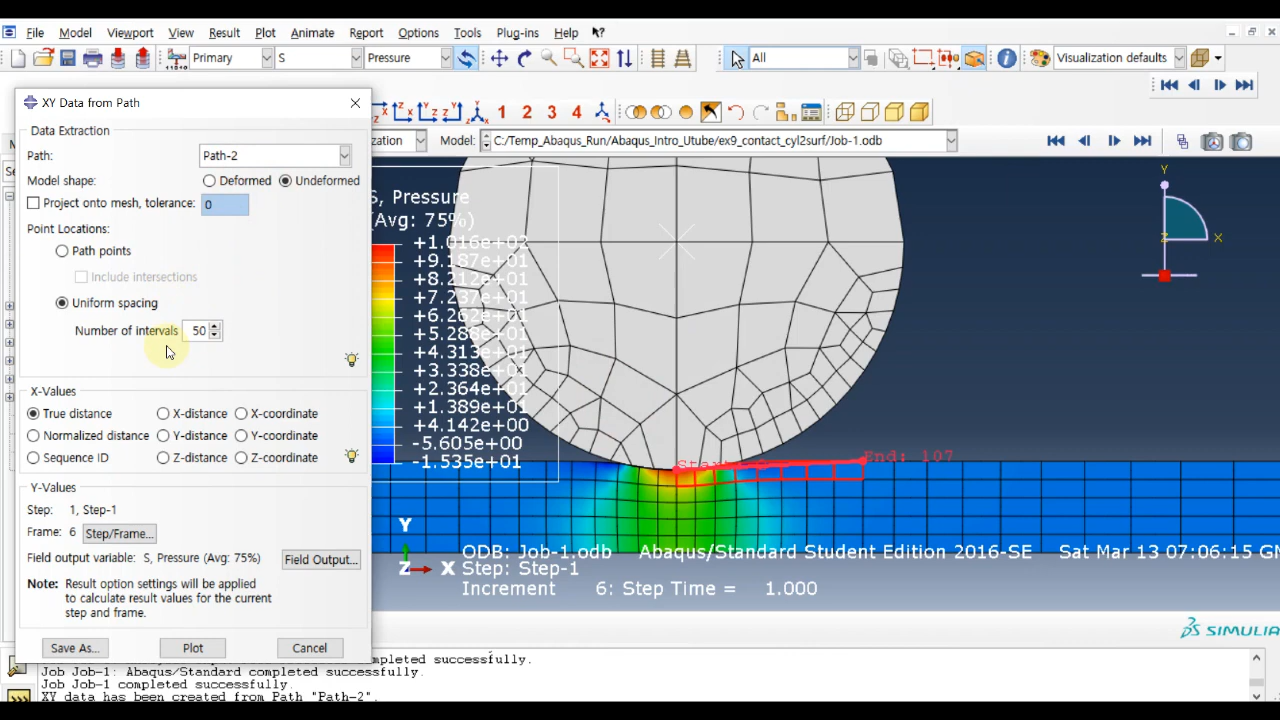 File Model Viewport View Result Plot Animate Report Options Tools Plug-ins Help
Primary S Pressure All Visualization defaults
XY Data from Path
1 2 3 4
zation Model: C:/Temp_Abaqus_Run/Abaqus_Intro_Utube/ex9_contact_cyl2surf/Job-1.odb
Data Extraction
Path: Path-2
Model shape: Deformed Undeformed
Project onto mesh, tolerance: 0
Point Locations:
Path points
Include intersections
Uniform spacing
Number of intervals 50
X-Values
True distance X-distance X-coordinate
Normalized distance Y-distance Y-coordinate
Sequence ID Z-distance Z-coordinate
Y-Values
Step: 1, Step-1
Frame: 6 Step/Frame...
Field output variable: S, Pressure (Avg: 75%) Field Output...
Note: Result option settings will be applied
to calculate result values for the current
step and frame.
Save As... Plot Cancel
S, Pressure
(Avg: 75%)
+1.016e+02
+9.187e+01
+8.212e+01
+7.237e+01
+6.262e+01
+5.288e+01
+4.313e+01
+3.338e+01
+2.364e+01
+1.389e+01
+4.142e+00
-5.605e+00
-1.535e+01
Y
Z X
End: 107
Y
Z X
ODB: Job-1.odb Abaqus/Standard Student Edition 2016-SE Sat Mar 13 07:06:15 GM
Step: Step-1
Increment 6: Step Time = 1.000
SIMULIA
mpleted successfully.
Job Job-1: Abaqus/Standard completed successfully.
Job Job-1 completed successfully.
XY data has been created from Path "Path-2".